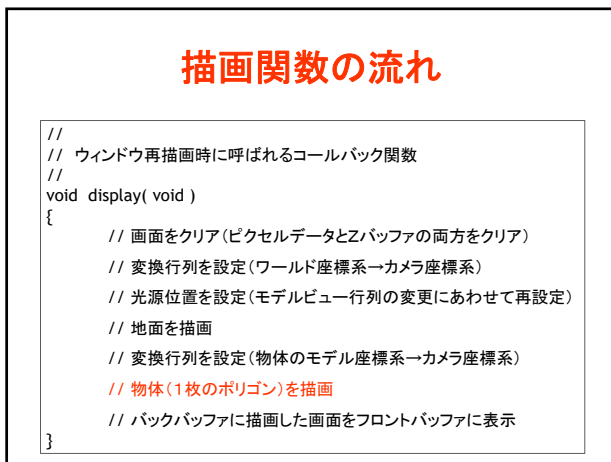 描画関数の流れ
//
// ウィンドウ再描画時に呼ばれるコールバック関数
//
void display( void )
{
// 画面をクリア(ピクセルデータとZバッファの両方をクリア)
// 変換行列を設定(ワールド座標系→カメラ座標系)
// 光源位置を設定(モデルビュー行列の変更にあわせて再設定)
// 地面を描画
// 変換行列を設定(物体のモデル座標系→カメラ座標系)
// 物体(1枚のポリゴン)を描画
// バックバッファに描画した画面をフロントバッファに表示
}